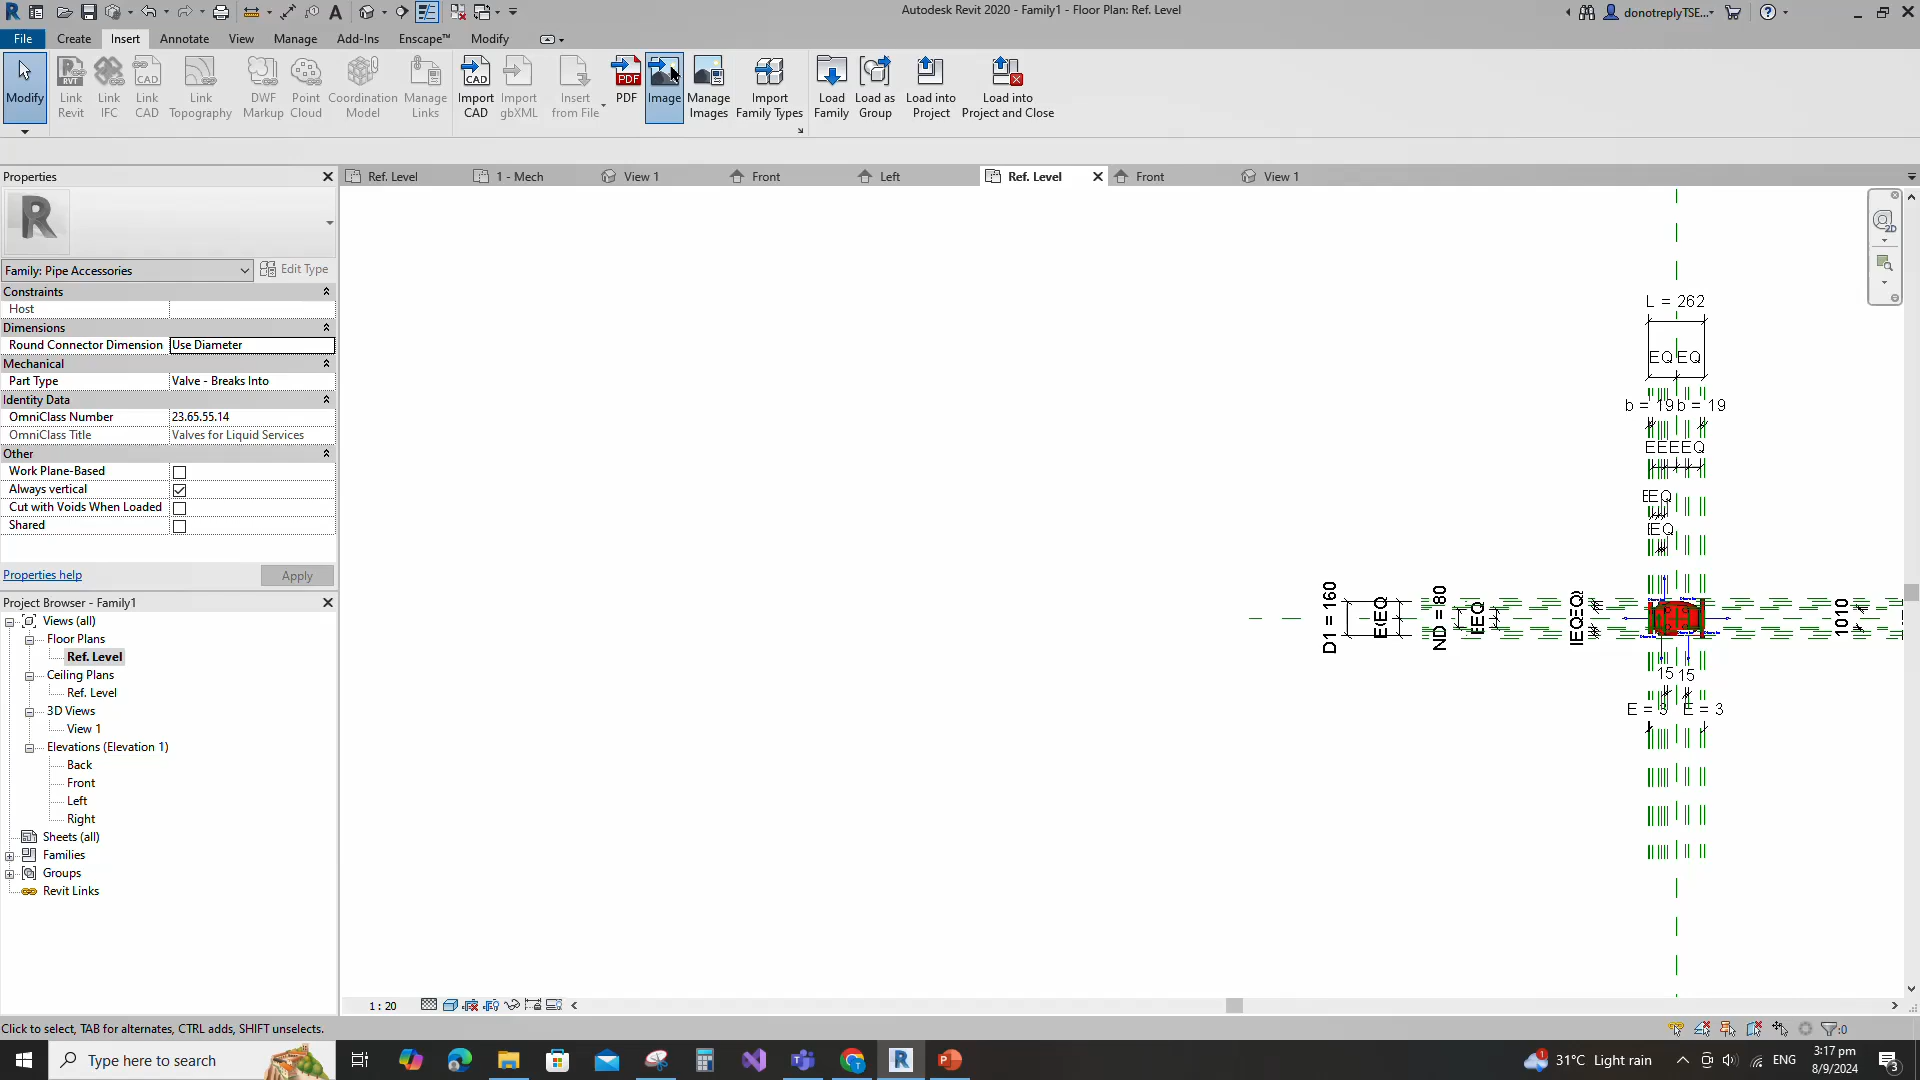 Autodesk Revit 2020 - Family1 - Floor Plan: Ref. Level
donotreplyTSE...
File Create Insert Annotate View Manage Add-Ins Enscape™ Modify
Modify
Link
Revit
Link
IFC
Link
CAD
Link
Topography
DWF
Markup
Point
Cloud
Coordination
Model
Manage
Links
Import
CAD
Import
gbXML
Insert
from File
PDF
Image
Manage
Images
Import
Family Types
Load
Family
Load as
Group
Load into
Project
Load into
Project and Close
Properties
Ref. Level
1 - Mech
View 1
Front
Left
Ref. Level
Front
View 1
Family: Pipe Accessories
Edit Type
Constraints
Host
Dimensions
Round Connector Dimension Use Diameter
Mechanical
Part Type Valve - Breaks Into
Identity Data
OmniClass Number 23.65.55.14
OmniClass Title Valves for Liquid Services
Other
Work Plane-Based
Always vertical
Cut with Voids When Loaded
Shared
Properties help
Apply
Project Browser - Family1
Views (all)
Floor Plans
Ref. Level
Ceiling Plans
Ref. Level
3D Views
View 1
Elevations (Elevation 1)
Back
Front
Left
Right
Sheets (all)
Families
Groups
Revit Links
L = 262
EQ EQ
b = 19 b = 19
D1 = 160
ND = 80
1010
15 15
E = 3 E = 3
1 : 20
Click to select, TAB for alternates, CTRL adds, SHIFT unselects.
:0
Type here to search
31°C Light rain
ENG
3:17 pm
8/9/2024